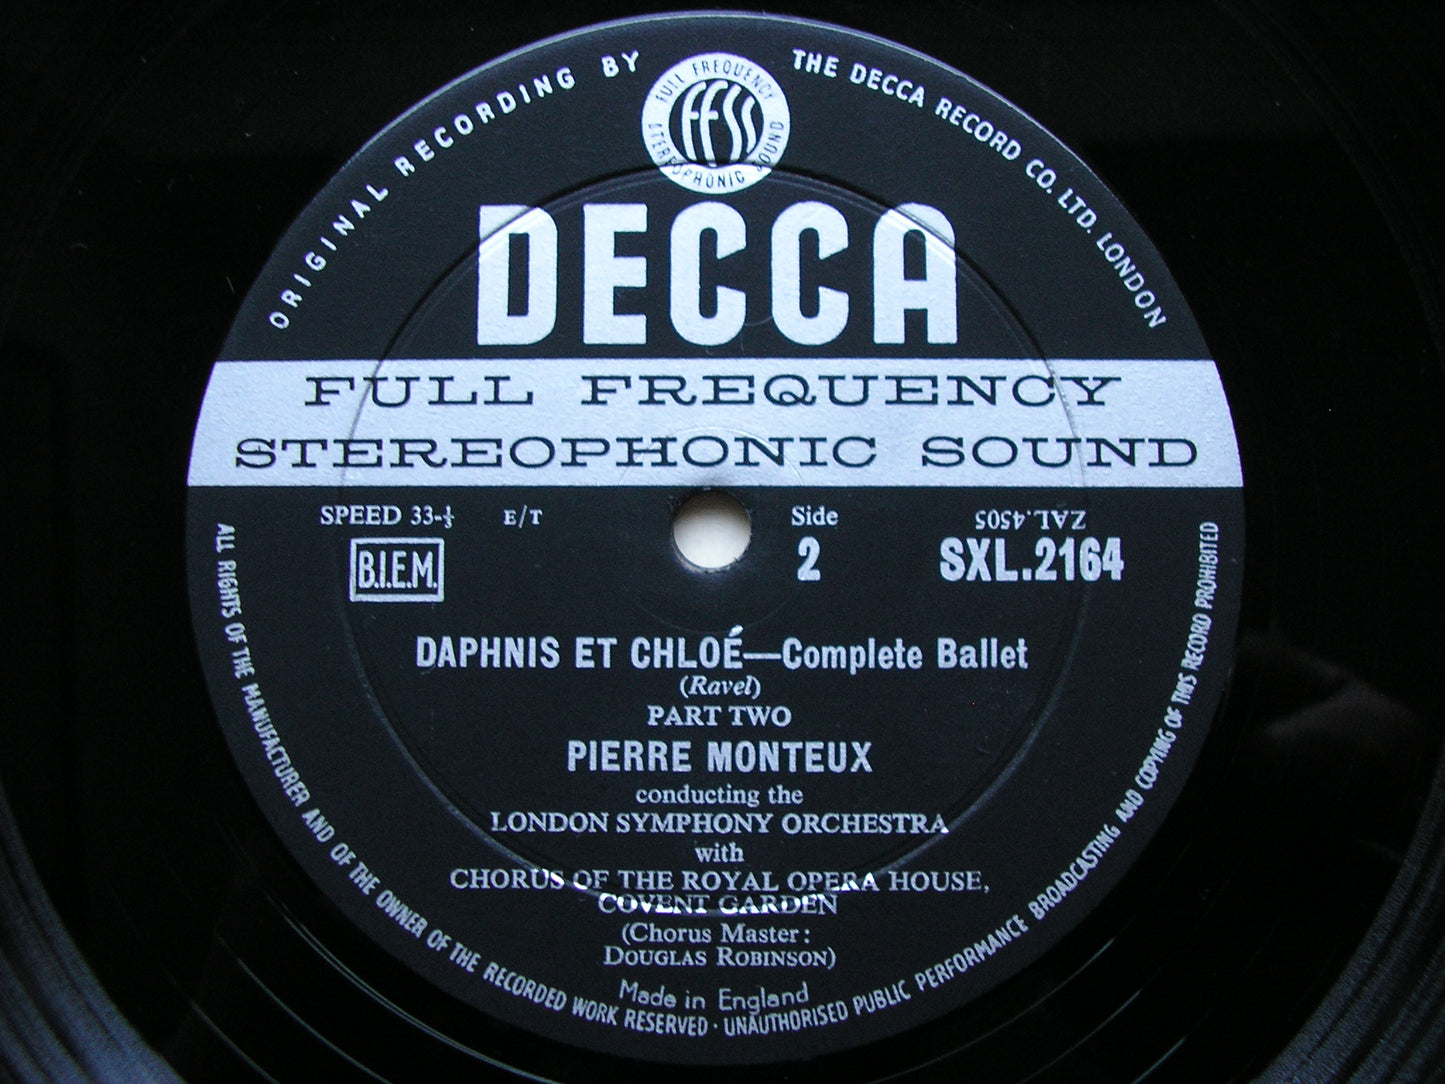 ORIGINAL RECORDING BY THE DECCA RECORD CO. LTD. LONDON
FULL FREQUENCY
FFSS
STEREOPHONIC SOUND
DECCA
FULL FREQUENCY
STEREOPHONIC SOUND
SPEED 33-⅓ E/T Side ZAL.4505
B.I.E.M. 2 SXL.2164
DAPHNIS ET CHLOÉ—Complete Ballet
(Ravel)
PART TWO
PIERRE MONTEUX
conducting the
LONDON SYMPHONY ORCHESTRA
with
CHORUS OF THE ROYAL OPERA HOUSE,
COVENT GARDEN
(Chorus Master:
DOUGLAS ROBINSON)
Made in England
ALL RIGHTS OF THE MANUFACTURER AND OF THE OWNER OF THE RECORDED WORK RESERVED · UNAUTHORISED PUBLIC PERFORMANCE BROADCASTING AND COPYING OF THIS RECORD PROHIBITED